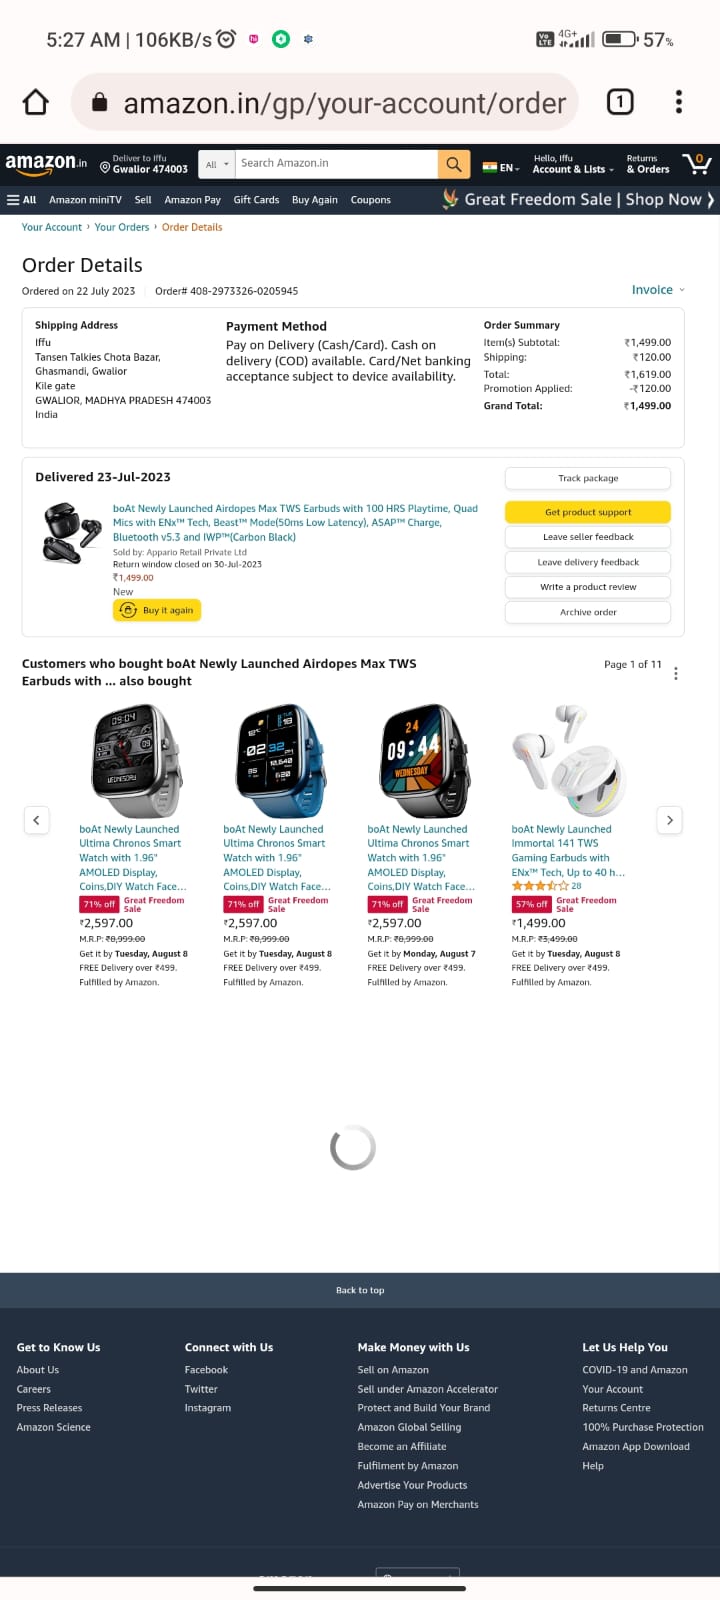 5:27 AM | 106KB/s
Vo LTE 4G+ 57%
amazon.in/gp/your-account/order
1
amazon.in
Deliver to Iffu
Gwalior 474003
All
Search Amazon.in
EN
Hello, Iffu
Account & Lists
Returns
& Orders
0
All Amazon miniTV Sell Amazon Pay Gift Cards Buy Again Coupons
Great Freedom Sale | Shop Now ❯
Your Account › Your Orders › Order Details
Order Details
Ordered on 22 July 2023 Order# 408-2973326-0205945
Invoice
Shipping Address
Iffu
Tansen Talkies Chota Bazar,
Ghasmandi, Gwalior
Kile gate
GWALIOR, MADHYA PRADESH 474003
India
Payment Method
Pay on Delivery (Cash/Card). Cash on
delivery (COD) available. Card/Net banking
acceptance subject to device availability.
Order Summary
Item(s) Subtotal: ₹1,499.00
Shipping: ₹120.00
Total: ₹1,619.00
Promotion Applied: -₹120.00
Grand Total: ₹1,499.00
Delivered 23-Jul-2023
boAt Newly Launched Airdopes Max TWS Earbuds with 100 HRS Playtime, Quad
Mics with ENx™ Tech, Beast™ Mode(50ms Low Latency), ASAP™ Charge,
Bluetooth v5.3 and IWP™(Carbon Black)
Sold by: Appario Retail Private Ltd
Return window closed on 30-Jul-2023
₹1,499.00
New
Buy it again
Track package
Get product support
Leave seller feedback
Leave delivery feedback
Write a product review
Archive order
Customers who bought boAt Newly Launched Airdopes Max TWS
Earbuds with ... also bought
Page 1 of 11
boAt Newly Launched
Ultima Chronos Smart
Watch with 1.96"
AMOLED Display,
Coins,DIY Watch Face...
71% off Great Freedom
Sale
₹2,597.00
M.R.P: ₹8,999.00
Get it by Tuesday, August 8
FREE Delivery over ₹499.
Fulfilled by Amazon.
boAt Newly Launched
Ultima Chronos Smart
Watch with 1.96"
AMOLED Display,
Coins,DIY Watch Face...
71% off Great Freedom
Sale
₹2,597.00
M.R.P: ₹8,999.00
Get it by Tuesday, August 8
FREE Delivery over ₹499.
Fulfilled by Amazon.
24
09:44
WEDNESDAY
boAt Newly Launched
Ultima Chronos Smart
Watch with 1.96"
AMOLED Display,
Coins,DIY Watch Face...
71% off Great Freedom
Sale
₹2,597.00
M.R.P: ₹8,999.00
Get it by Monday, August 7
FREE Delivery over ₹499.
Fulfilled by Amazon.
boAt Newly Launched
Immortal 141 TWS
Gaming Earbuds with
ENx™ Tech, Up to 40 h...
28
57% off Great Freedom
Sale
₹1,499.00
M.R.P: ₹3,499.00
Get it by Tuesday, August 8
FREE Delivery over ₹499.
Fulfilled by Amazon.
Back to top
Get to Know Us
About Us
Careers
Press Releases
Amazon Science
Connect with Us
Facebook
Twitter
Instagram
Make Money with Us
Sell on Amazon
Sell under Amazon Accelerator
Protect and Build Your Brand
Amazon Global Selling
Become an Affiliate
Fulfilment by Amazon
Advertise Your Products
Amazon Pay on Merchants
Let Us Help You
COVID-19 and Amazon
Your Account
Returns Centre
100% Purchase Protection
Amazon App Download
Help